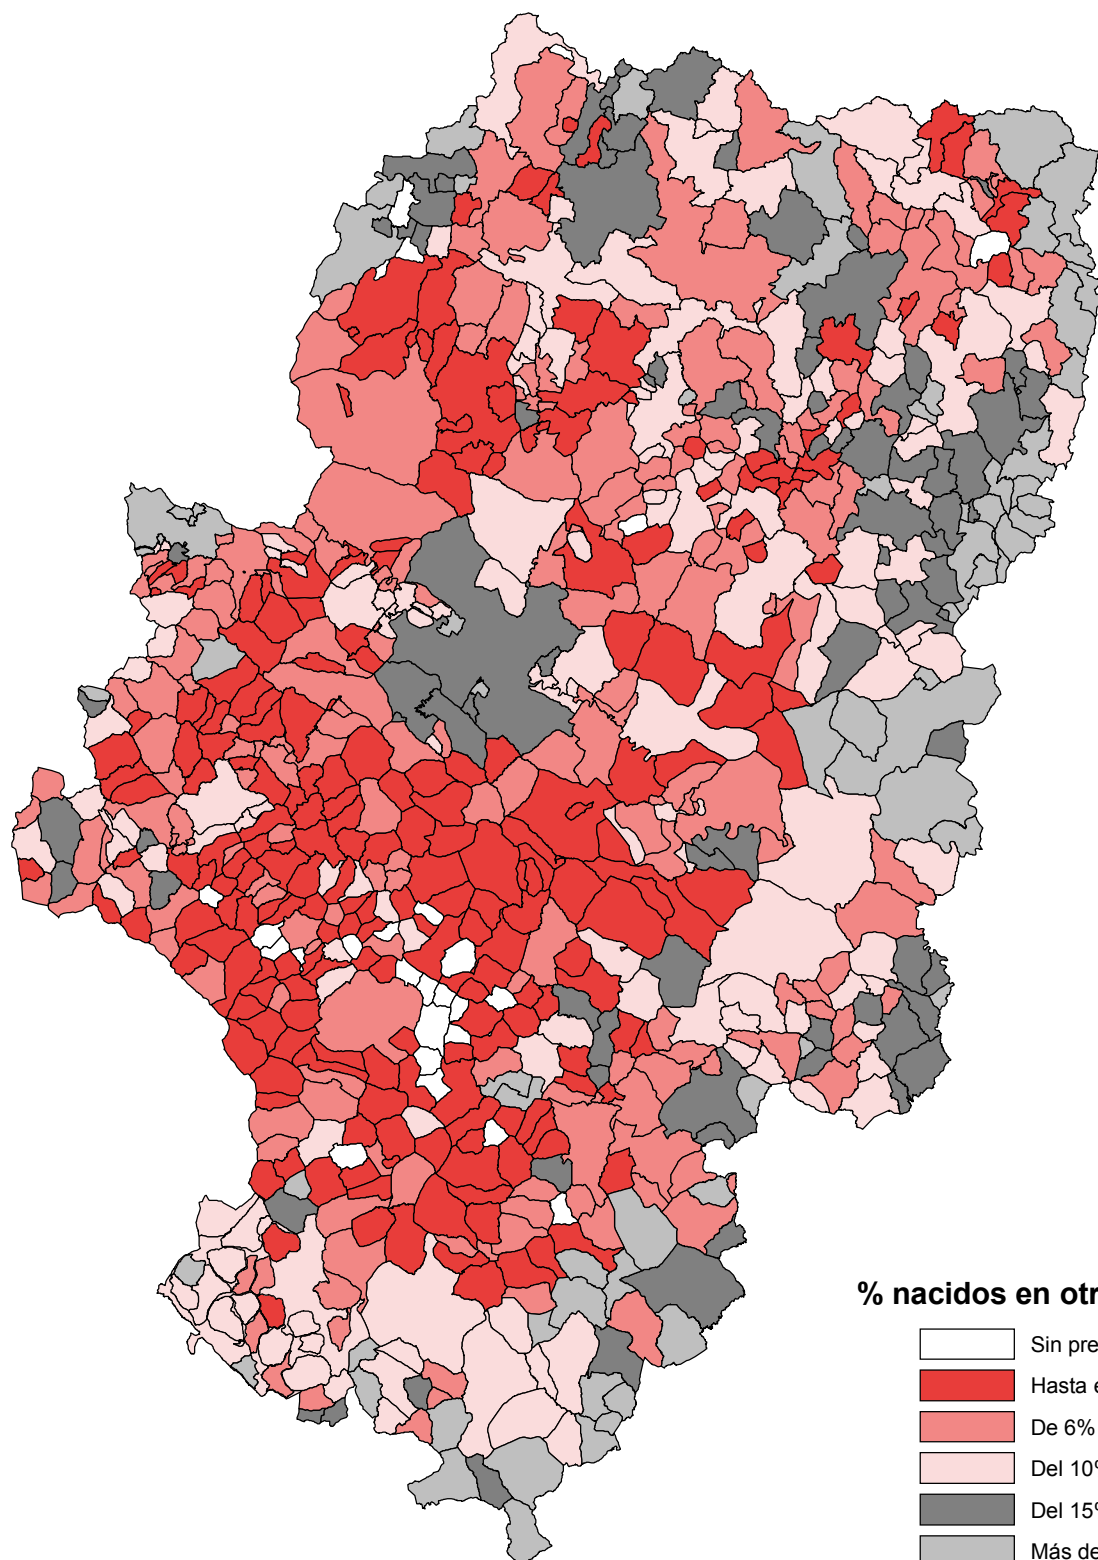 % nacidos en otr
Sin pre
Hasta e
De 6%
Del 10%
Del 15%
Más de